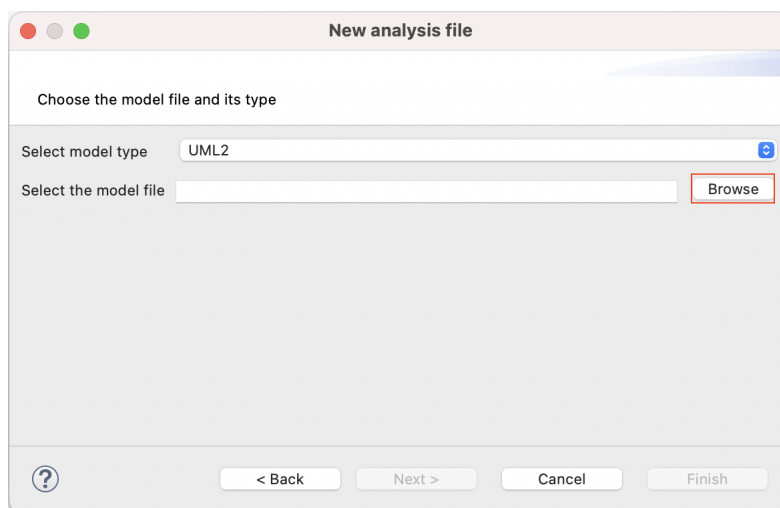 New analysis file
Choose the model file and its type
Select model type UML2
Select the model file Browse
? < Back Next > Cancel Finish